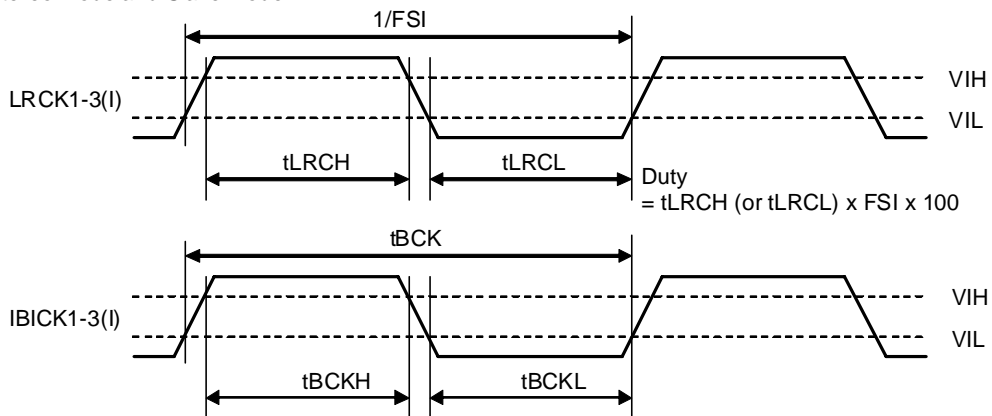 1/FSI
LRCK1-3(I)
VIH
VIL
tLRCH
tLRCL
Duty
= tLRCH (or tLRCL) x FSI x 100
tBCK
IBICK1-3(I)
VIH
VIL
tBCKH
tBCKL